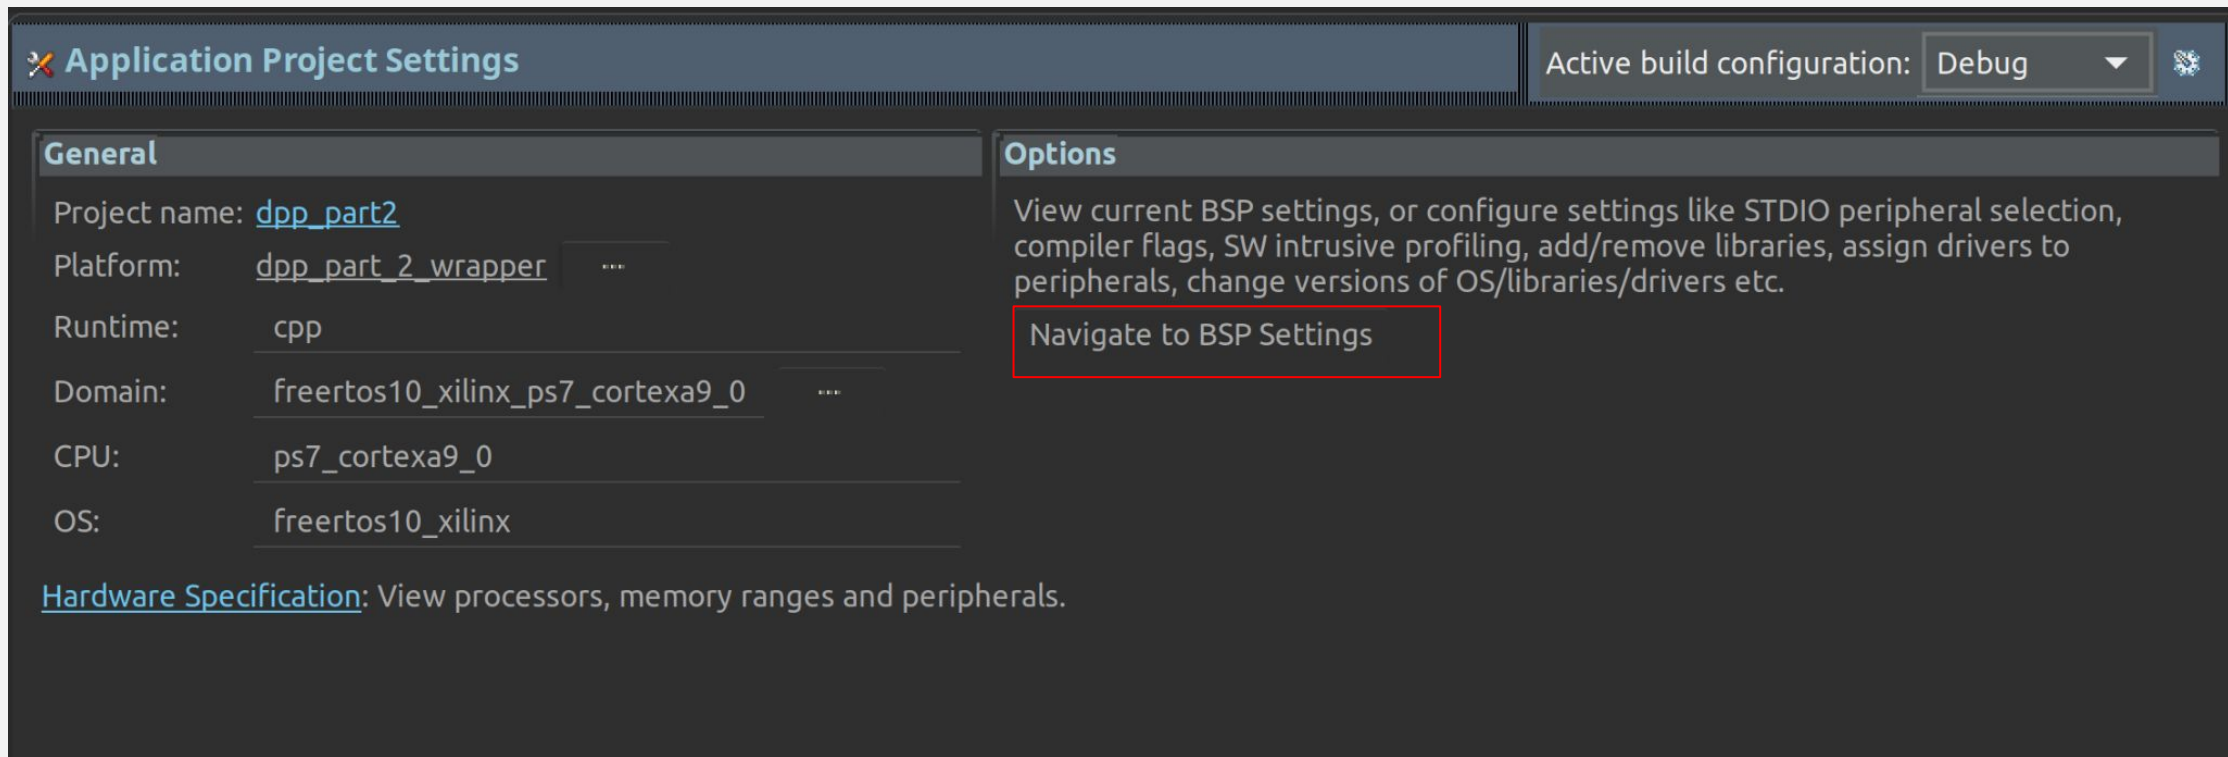 Application Project Settings
Active build configuration: Debug
General
Project name: dpp_part2
Platform: dpp_part_2_wrapper ...
Runtime: cpp
Domain: freertos10_xilinx_ps7_cortexa9_0 ...
CPU: ps7_cortexa9_0
OS: freertos10_xilinx
Hardware Specification: View processors, memory ranges and peripherals.
Options
View current BSP settings, or configure settings like STDIO peripheral selection,
compiler flags, SW intrusive profiling, add/remove libraries, assign drivers to
peripherals, change versions of OS/libraries/drivers etc.
Navigate to BSP Settings